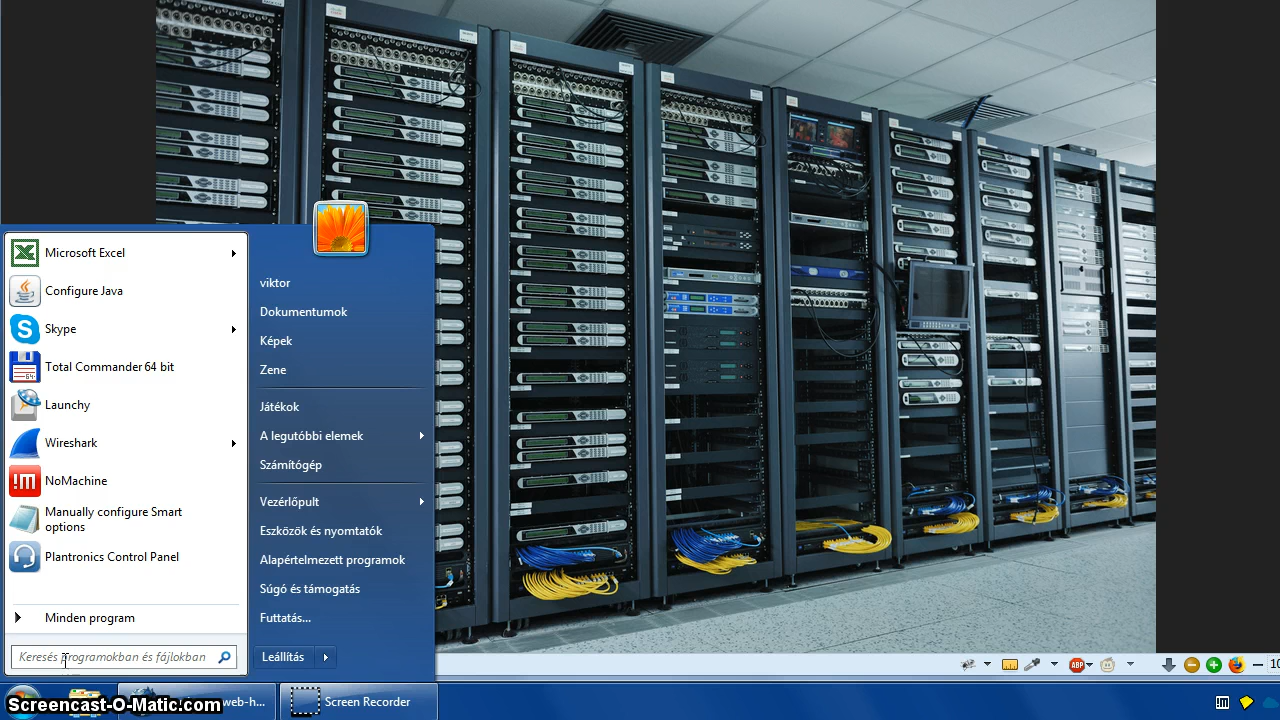 Microsoft Excel
Configure Java
Skype
Total Commander 64 bit
Launchy
Wireshark
NoMachine
Manually configure Smart
options
Plantronics Control Panel
Minden program
Keresés programokban és fájlokban
viktor
Dokumentumok
Képek
Zene
Játékok
A legutóbbi elemek
Számítógép
Vezérlőpult
Eszközök és nyomtatók
Alapértelmezett programok
Súgó és támogatás
Futtatás...
Leállítás
ABP
web-h...
Screen Recorder
Screencast-O-Matic.com